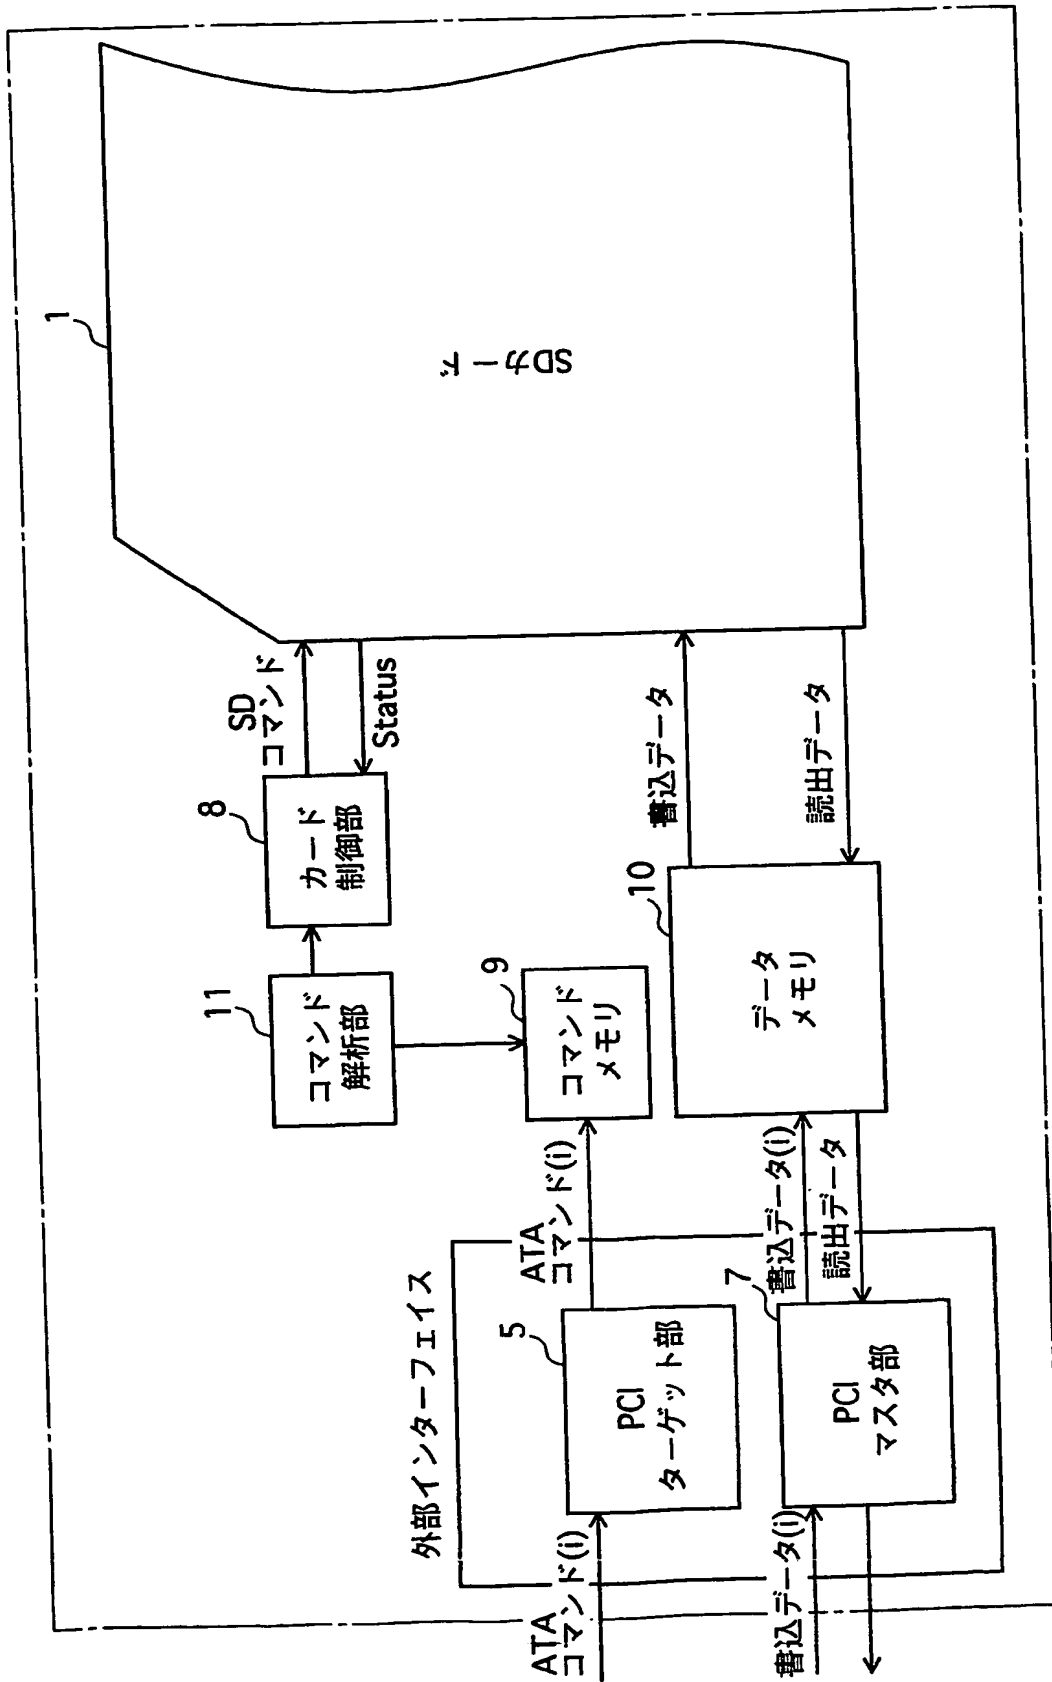 1
SDカード
SD
コマンド
Status
8
カード
制御部
11
コマンド
解析部
9
コマンド
メモリ
書込データ
読出データ
10
データ
メモリ
ATA
コマンド(i)
書込データ(i)
読出データ
外部インターフェイス
5
PCI
ターゲット部
7
PCI
マスタ部
ATA
コマンド(i)
書込データ(i)